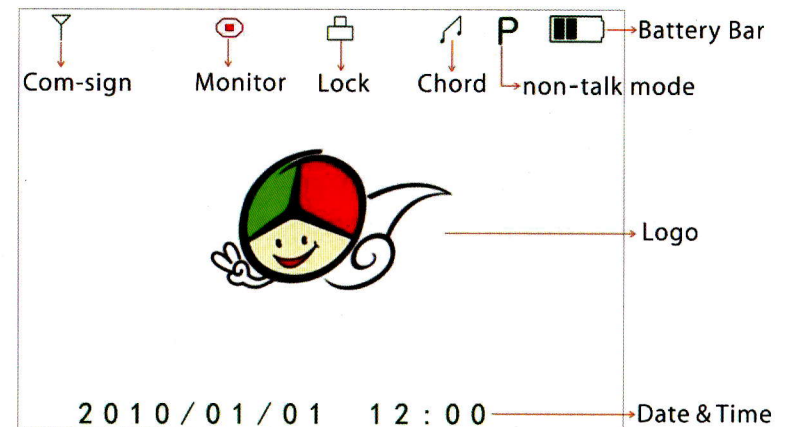 P Battery Bar
Com-sign Monitor Lock Chord non-talk mode
Logo
2010/01/01 12:00 Date & Time